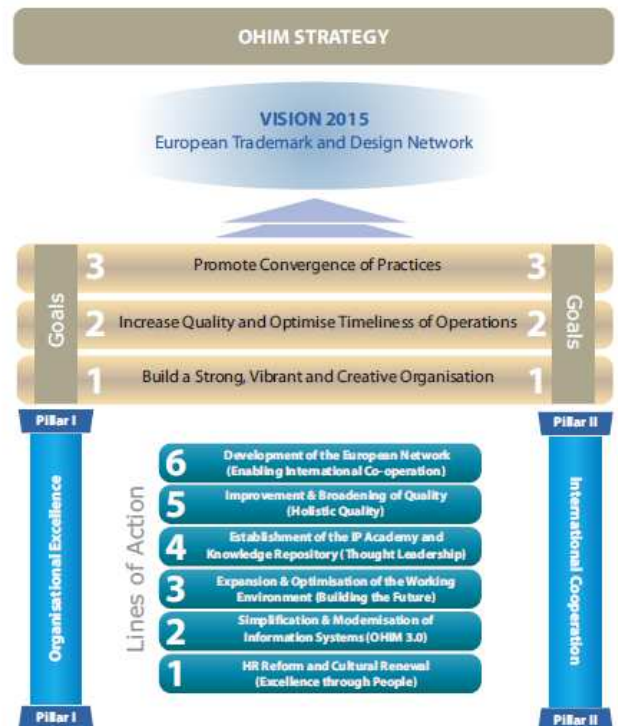 OHIM STRATEGY
VISION 2015
European Trademark and Design Network
Goals
3 Promote Convergence of Practices 3
2 Increase Quality and Optimise Timeliness of Operations 2
1 Build a Strong, Vibrant and Creative Organisation 1
Goals
Pillar I
Organisational Excellence
Pillar I
Lines of Action
6 Development of the European Network
(Enabling International Co-operation)
5 Improvement & Broadening of Quality
(Holistic Quality)
4 Establishment of the IP Academy and
Knowledge Repository (Thought Leadership)
3 Expansion & Optimisation of the Working
Environment (Building the Future)
2 Simplification & Modernisation of
Information Systems (OHIM 3.0)
1 HR Reform and Cultural Renewal
(Excellence through People)
Pillar II
International Cooperation
Pillar II